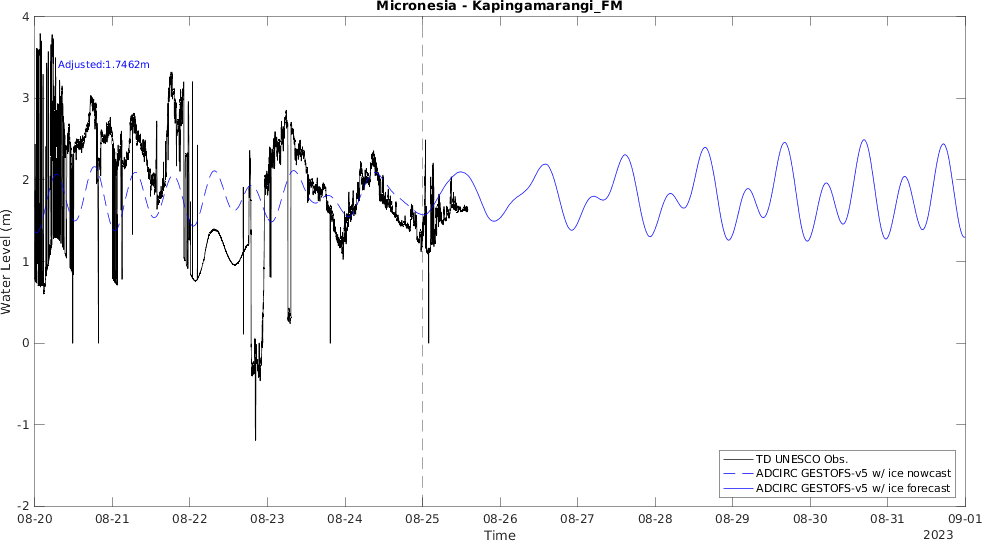 Micronesia - Kapingamarangi_FM
Adjusted:1.7462m
Water Level (m)
4
3
2
1
0
-1
-2
TD UNESCO Obs.
ADCIRC GESTOFS-v5 w/ ice nowcast
ADCIRC GESTOFS-v5 w/ ice forecast
08-20 08-21 08-22 08-23 08-24 08-25 08-26 08-27 08-28 08-29 08-30 08-31 09-01
Time
2023